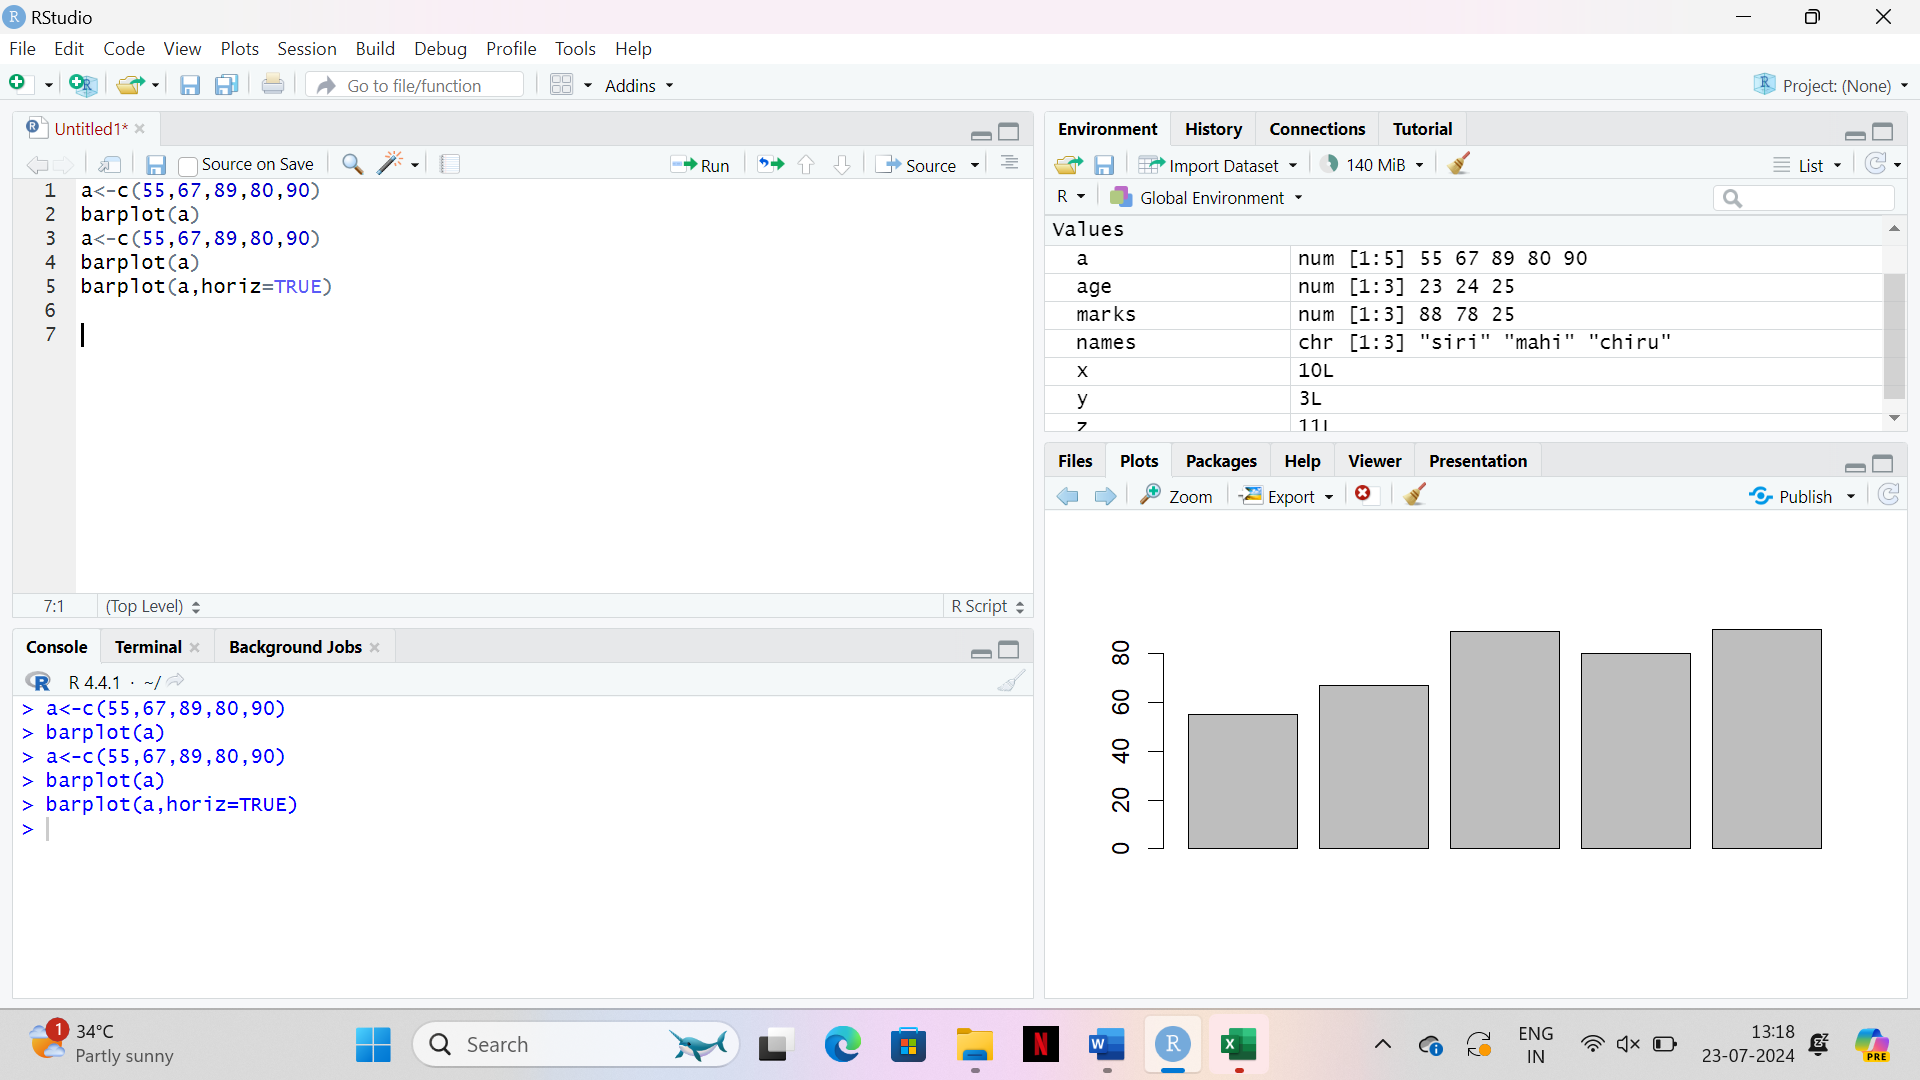 RStudio
File Edit Code View Plots Session Build Debug Profile Tools Help
Go to file/function Addins Project: (None)
Untitled1*
Source on Save Run Source
1 a<-c(55,67,89,80,90)
2 barplot(a)
3 a<-c(55,67,89,80,90)
4 barplot(a)
5 barplot(a,horiz=TRUE)
6
7
7:1 (Top Level) R Script
Console Terminal Background Jobs
R 4.4.1 · ~/
> a<-c(55,67,89,80,90)
> barplot(a)
> a<-c(55,67,89,80,90)
> barplot(a)
> barplot(a,horiz=TRUE)
>
Environment History Connections Tutorial
Import Dataset 140 MiB List
R Global Environment
Values
a num [1:5] 55 67 89 80 90
age num [1:3] 23 24 25
marks num [1:3] 88 78 25
names chr [1:3] "siri" "mahi" "chiru"
x 10L
y 3L
z 11L
Files Plots Packages Help Viewer Presentation
Zoom Export Publish
80
60
40
20
0
1 34°C
Partly sunny
Search
ENG
IN
13:18
23-07-2024
PRE